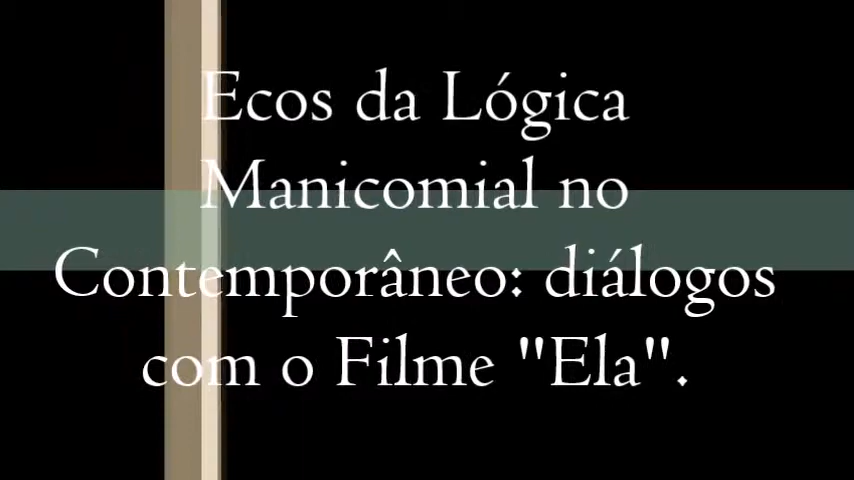 Ecos da Lógica
Manicomial no
Contemporâneo: diálogos
com o Filme "Ela".